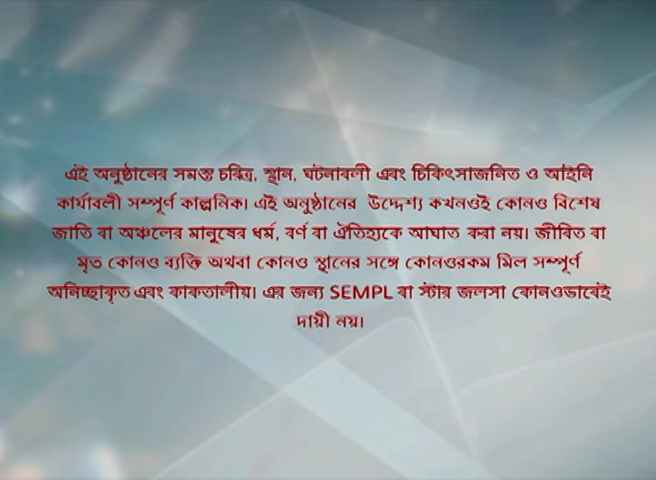 এই অনুষ্ঠানের সমস্ত চরিত্র, স্থান, ঘটনাবলী এবং চিকিৎসাজনিত ও আইনি
কার্যাবলী সম্পূর্ণ কাল্পনিক। এই অনুষ্ঠানের উদ্দেশ্য কখনওই কোনও বিশেষ
জাতি বা অঞ্চলের মানুষের ধর্ম, বর্ণ বা ঐতিহ্যকে আঘাত করা নয়। জীবিত বা
মৃত কোনও ব্যক্তি অথবা কোনও স্থানের সঙ্গে কোনওরকম মিল সম্পূর্ণ
অনিচ্ছাকৃত এবং কাকতালীয়। এর জন্য SEMPL বা স্টার জলসা কোনওভাবেই
দায়ী নয়।